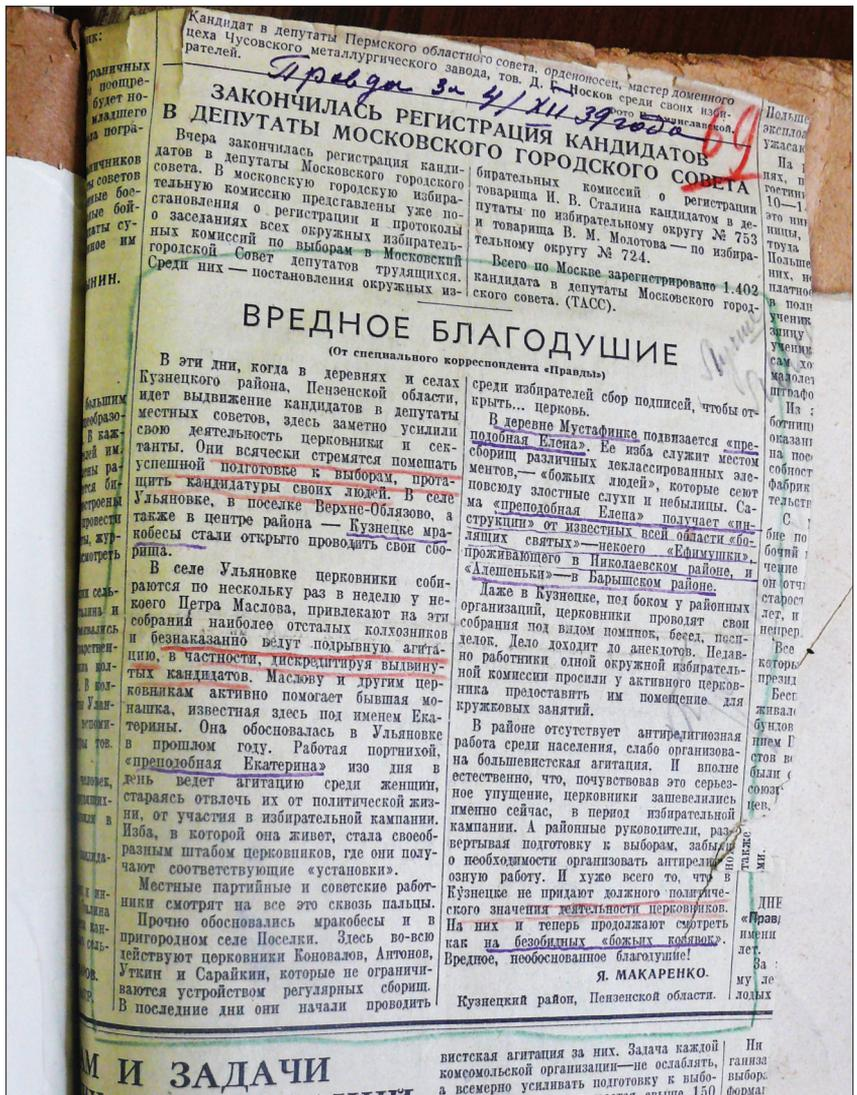 Кандидат в депутаты Пермского областного совета, орденоносец, мастер доменного
цеха Чусовского металлургического завода, тов. Д. Г. Носков среди своих изби-
рателей.
Правда за 4/XII 39 года
69
ЗАКОНЧИЛАСЬ РЕГИСТРАЦИЯ КАНДИДАТОВ
В ДЕПУТАТЫ МОСКОВСКОГО ГОРОДСКОГО СОВЕТА
Вчера закончилась регистрация канди-
датов в депутаты Московского городского
совета. В московскую городскую избира-
тельную комиссию представлены уже по-
становления о регистрации и протоколы
о заседаниях всех окружных избиратель-
ных комиссий по выборам в Московский
городской Совет депутатов трудящихся.
Среди них — постановления окружных из-
бирательных комиссий о регистрации
товарища И. В. Сталина кандидатом в де-
путаты по избирательному округу № 753
и товарища В. М. Молотова — по избира-
тельному округу № 724.
Всего по Москве зарегистрировано 1.402
кандидата в депутаты Московского город-
ского совета. (ТАСС).
ВРЕДНОЕ БЛАГОДУШИЕ
(От специального корреспондента «Правды»)
В эти дни, когда в деревнях и селах
Кузнецкого района, Пензенской области,
идет выдвижение кандидатов в депутаты
местных советов, здесь заметно усилили
свою деятельность церковники и сек-
танты. Они всячески стремятся помешать
успешной подготовке к выборам, прота-
щить кандидатуры своих людей. В селе
Ульяновке, в поселке Верхне-Облязово, а
также в центре района — Кузнецке мра-
кобесы стали открыто проводить свои сбо-
рища.
В селе Ульяновке церковники соби-
раются по нескольку раз в неделю у не-
коего Петра Маслова, привлекают на эти
собрания наиболее отсталых колхозников
и безнаказанно ведут подрывную агита-
цию, в частности, дискредитируя выдвину-
тых кандидатов. Маслову и другим цер-
ковникам активно помогает бывшая мо-
нашка, известная здесь под именем Ека-
терины. Она обосновалась в Ульяновке
в прошлом году. Работая портнихой,
«преподобная Екатерина» изо дня в
день ведет агитацию среди женщин,
стараясь отвлечь их от политической жиз-
ни, от участия в избирательной кампании.
Изба, в которой она живет, стала своеоб-
разным штабом церковников, где они полу-
чают соответствующие «установки».
Местные партийные и советские работ-
ники смотрят на все это сквозь пальцы.
Прочно обосновались мракобесы и в
пригородном селе Поселки. Здесь во-всю
действуют церковники Коновалов, Антонов,
Уткин и Сарайкин, которые не ограничи-
ваются устройством регулярных сборищ.
В последние дни они начали проводить
среди избирателей сбор подписей, чтобы от-
крыть... церковь.
В деревне Мустафинке подвизается «пре-
подобная Елена». Ее изба служит местом
сборищ различных деклассированных эле-
ментов,— «божьих людей», которые сеют
повсюду злостные слухи и небылицы. Са-
ма «преподобная Елена» получает «ин-
струкции» от известных всей области «бо-
лящих святых»—некоего «Ефимушки»,
проживающего в Николаевском районе, и
«Алешеньки»—в Барышском районе.
Даже в Кузнецке, под боком у районных
организаций, церковники проводят свои
собрания под видом поминок, бесед, поси-
делок. Дело доходит до анекдотов. Недав-
но работники одной окружной избиратель-
ной комиссии просили у активного церков-
ника предоставить им помещение для
кружковых занятий.
В районе отсутствует антирелигиозная
работа среди населения, слабо организова-
на большевистская агитация. И вполне
естественно, что, почувствовав это серьез-
ное упущение, церковники зашевелились
именно сейчас, в период избирательной
кампании. А районные руководители, раз-
вертывая подготовку к выборам, забыли
о необходимости организовать антирелиги-
озную работу. И хуже всего то, что в
Кузнецке не придают должного политиче-
ского значения деятельности церковников.
На них и теперь продолжают смотреть
как на безобидных «божьих козявок».
Вредное, необоснованное благодушие!
Я. МАКАРЕНКО.
Кузнецкий район, Пензенской области.
И ЗАДАЧИ
вистская агитация за них. Задача каждой
комсомольской организации—не ослаблять,
а всемерно усиливать подготовку к выбо-